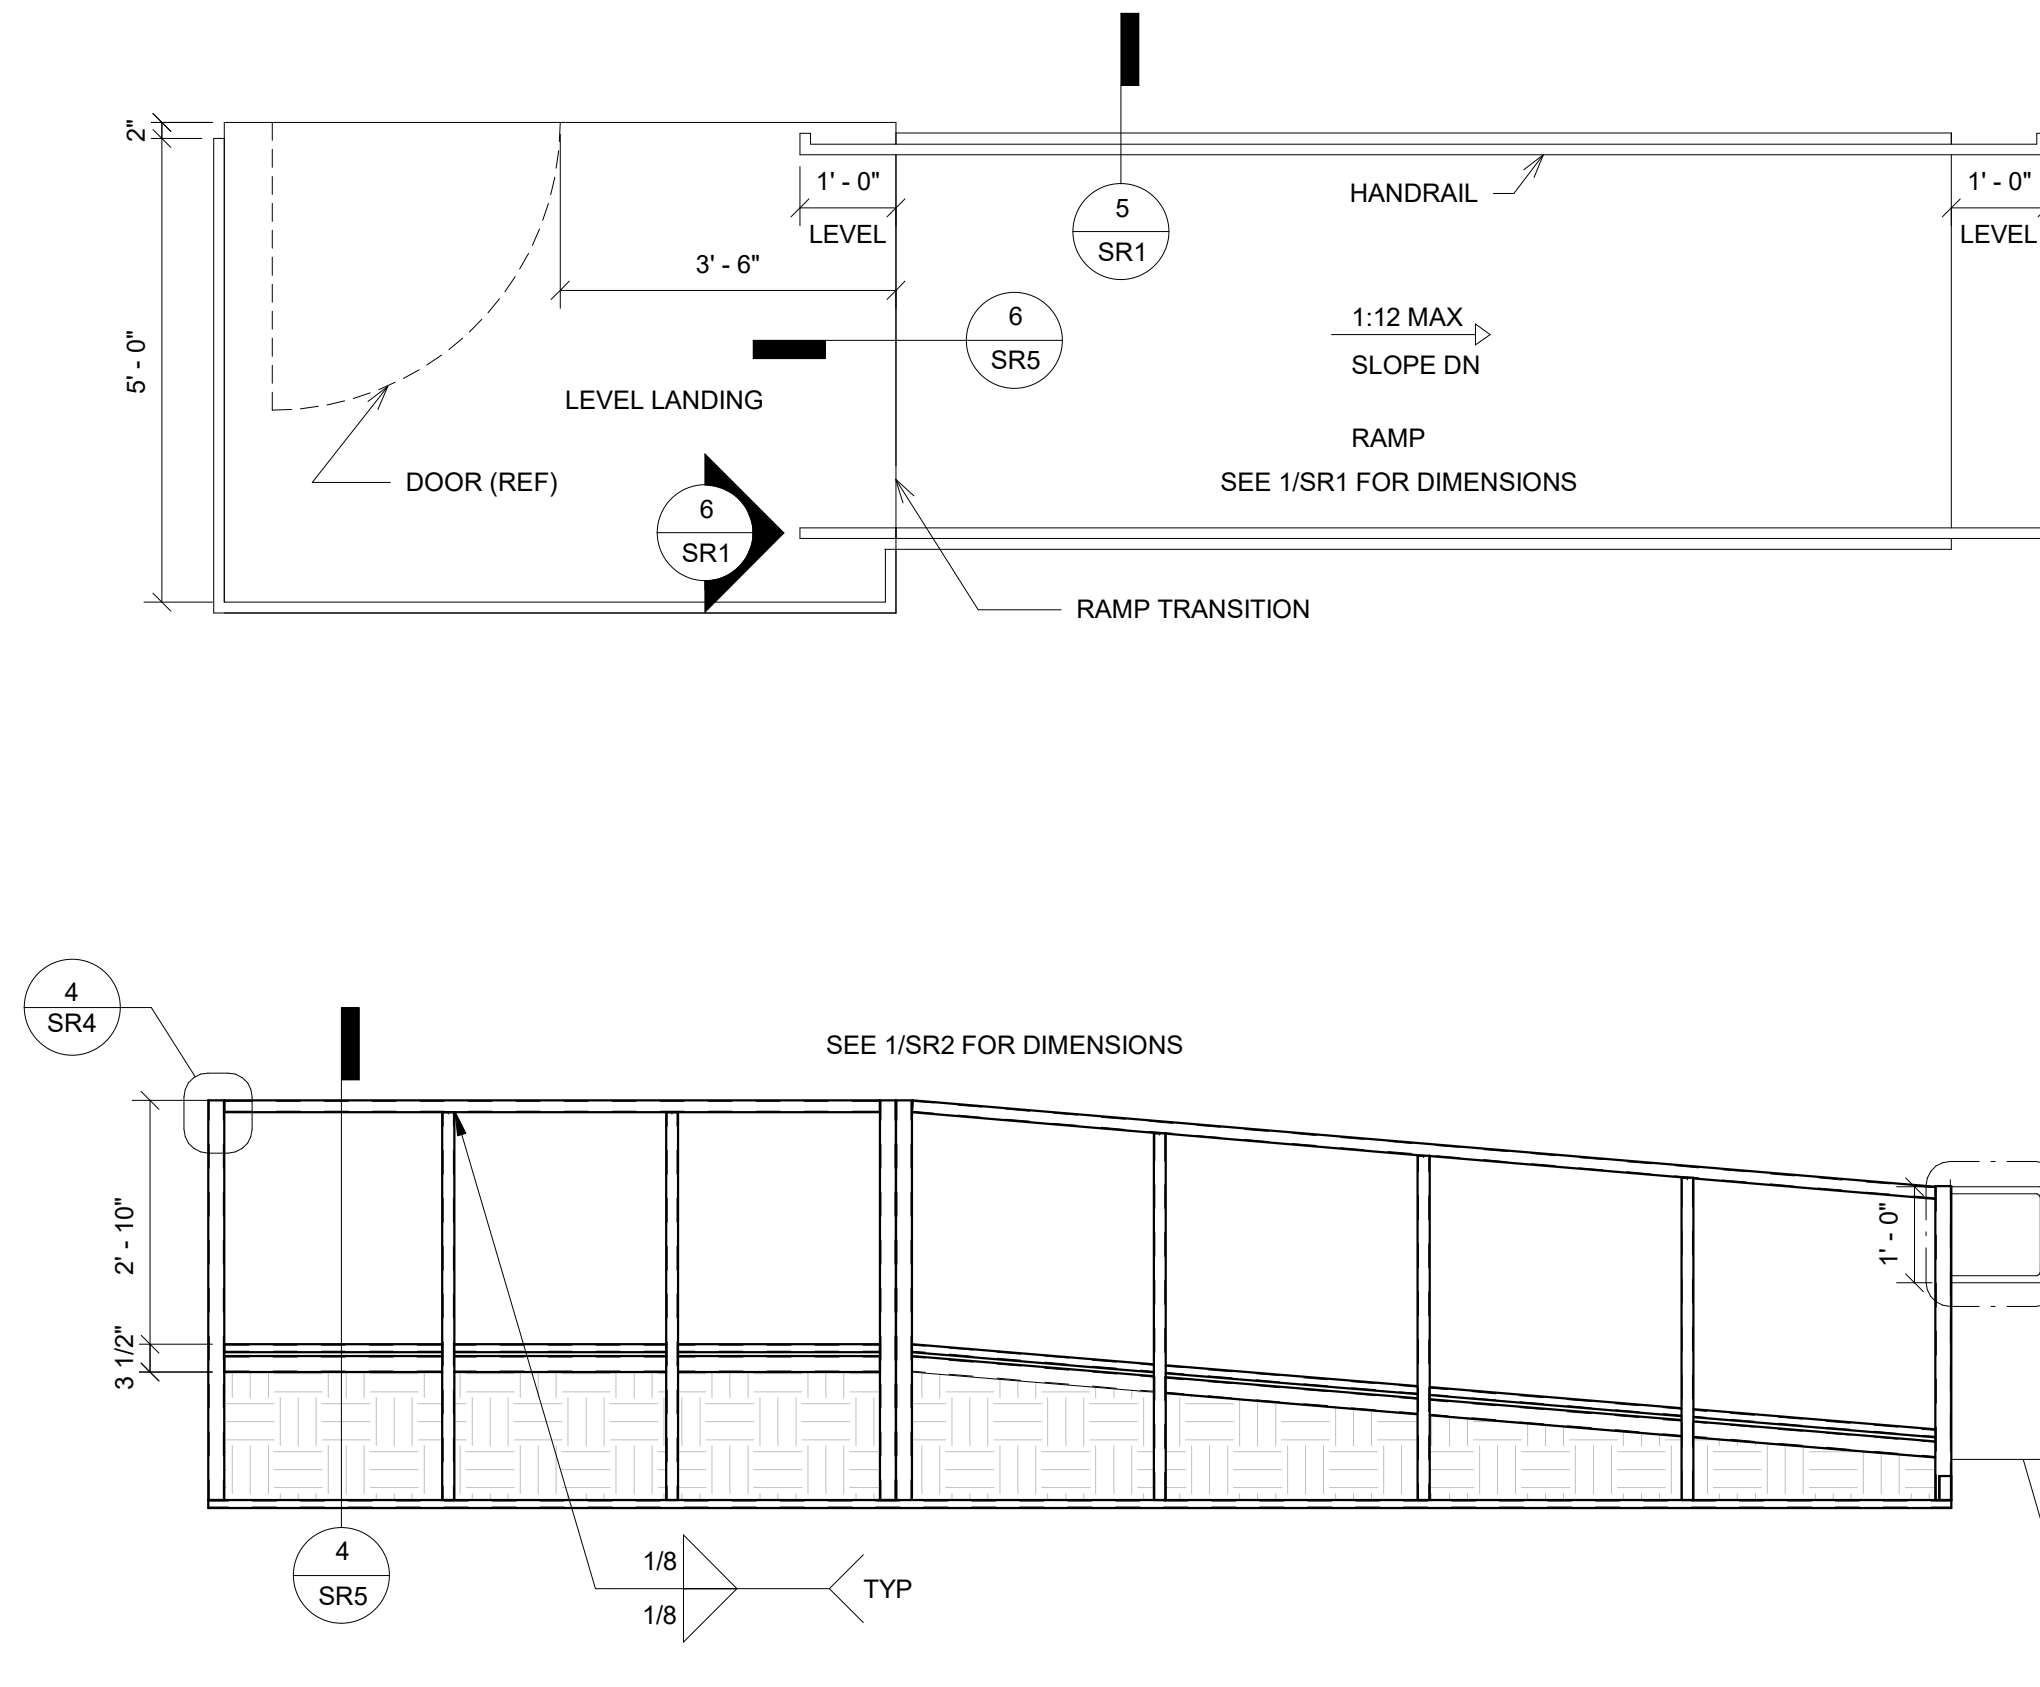 2"
1' - 0"
LEVEL
3' - 6"
5
SR1
HANDRAIL
1' - 0"
LEVEL
5' - 0"
6
SR5
1:12 MAX
SLOPE DN
LEVEL LANDING
RAMP
SEE 1/SR1 FOR DIMENSIONS
DOOR (REF)
6
SR1
RAMP TRANSITION
4
SR4
SEE 1/SR2 FOR DIMENSIONS
2' - 10"
1' - 0"
3 1/2"
4
SR5
1/8
1/8
TYP